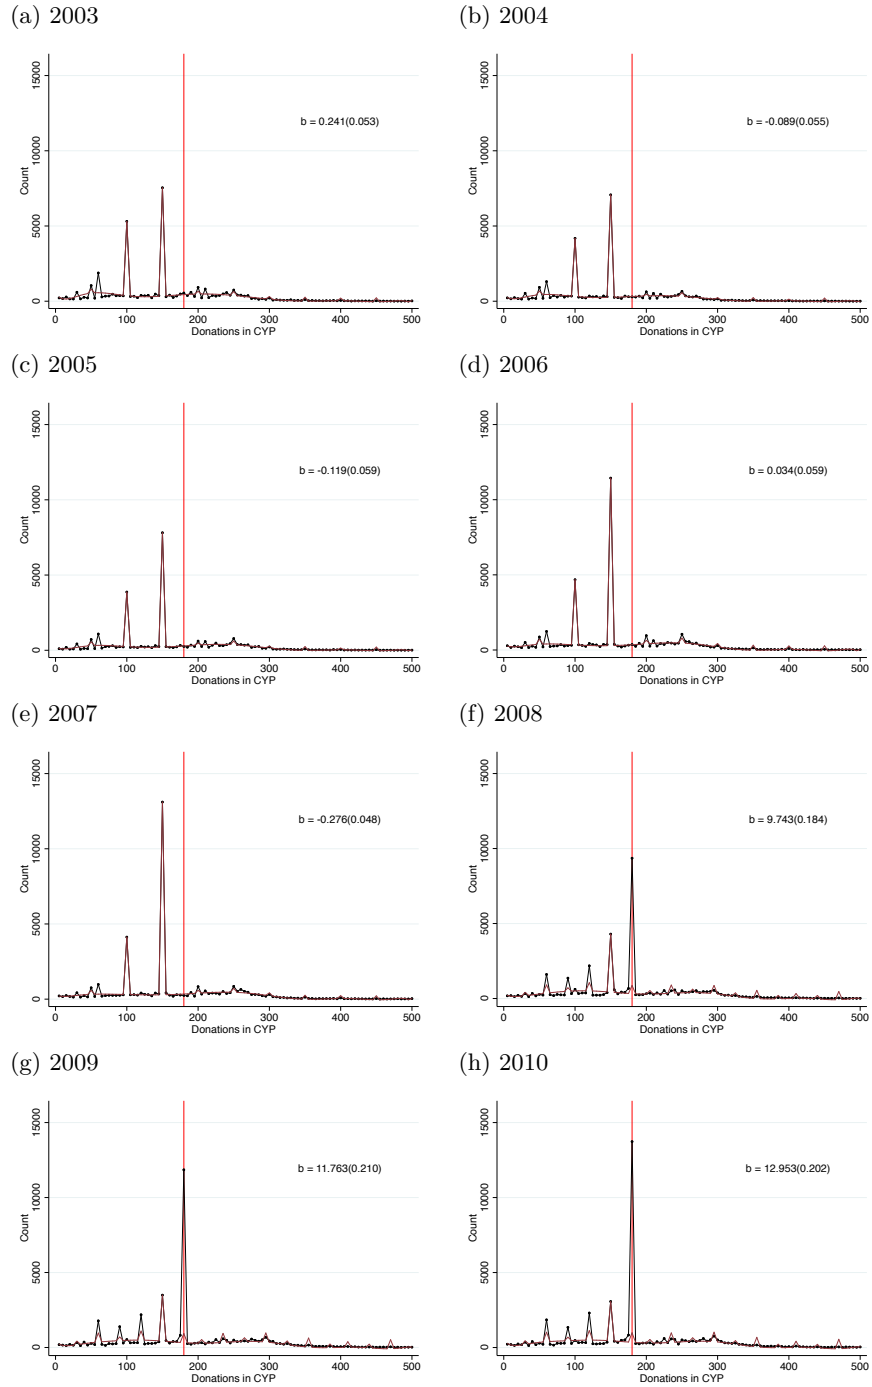 (a) 2003
15000
10000
5000
0
Count
b = 0.241(0.053)
100
200
300
400
500
Donations in CYP
(b) 2004
15000
10000
5000
0
Count
b = -0.089(0.055)
0
100
200
300
400
500
Donations in CYP
(c) 2005
15000
10000
5000
0
Count
b = -0.119(0.059)
0
100
200
300
400
500
Donations in CYP
(d) 2006
15000
10000
5000
0
Count
b = 0.034(0.059)
0
100
200
300
400
500
Donations in CYP
(e) 2007
15000
10000
5000
0
Count
b = -0.276(0.048)
0
100
200
300
400
500
Donations in CYP
(f) 2008
15000
10000
5000
0
Count
b = 9.743(0.184)
0
100
200
300
400
500
Donations in CYP
(g) 2009
15000
10000
5000
0
Count
b = 11.763(0.210)
0
100
200
300
400
500
Donations in CYP
(h) 2010
15000
10000
5000
0
Count
b = 12.953(0.202)
0
100
200
300
400
500
Donations in CYP